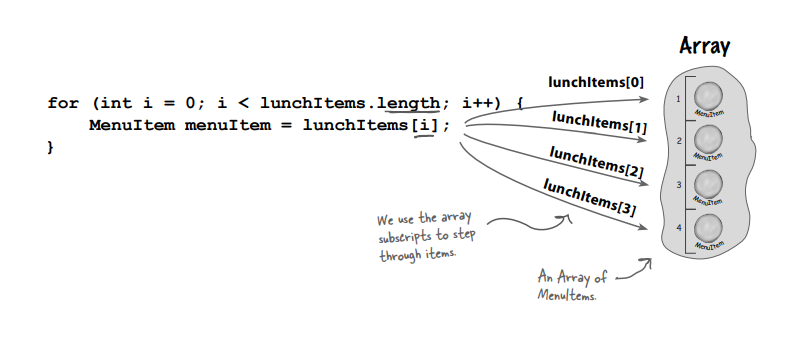 Array
for (int i = 0; i < lunchItems.length; i++) {
MenuItem menuItem = lunchItems[i];
}
lunchItems[0]
lunchItems[1]
lunchItems[2]
lunchItems[3]
1
MenuItem
2
MenuItem
3
MenuItem
4
MenuItem
We use the array
subscripts to step
through items.
An Array of
MenuItems.